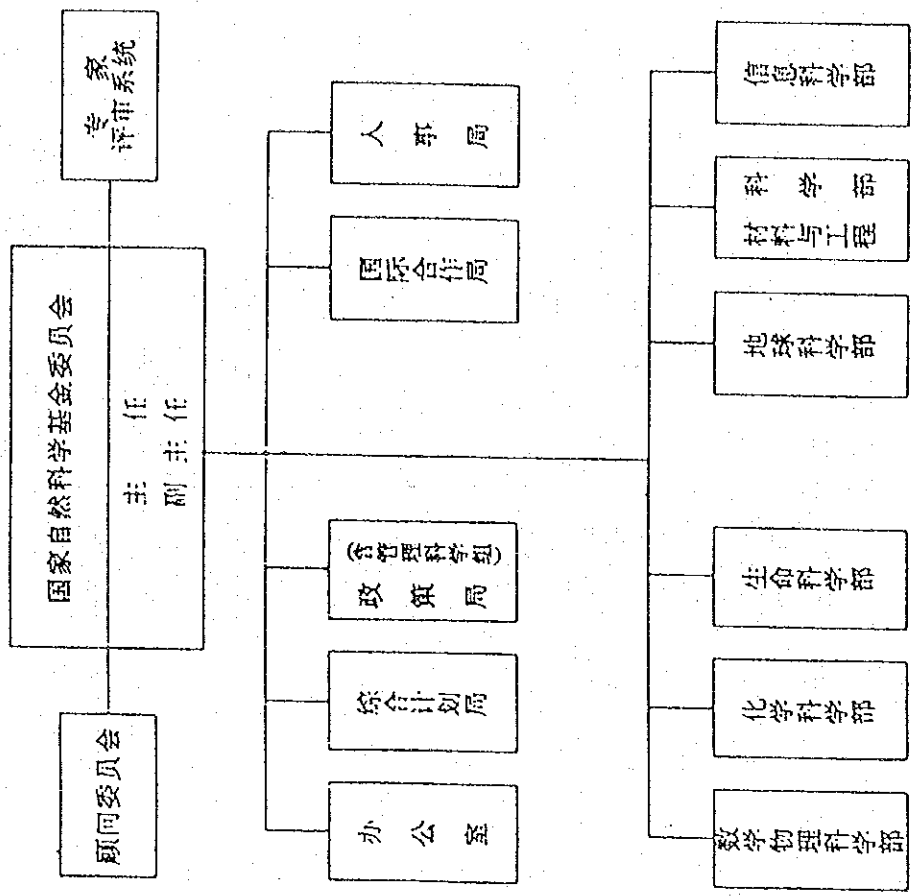 国家自然科学基金委员会
主任
副主任
顾问委员会
专家
评审系统
办公室
综合计划局
政策局
(含管理科学组)
国际合作局
人事局
数学物理科学部
化学科学部
生命科学部
地球科学部
材料与工程
科学部
信息科学部